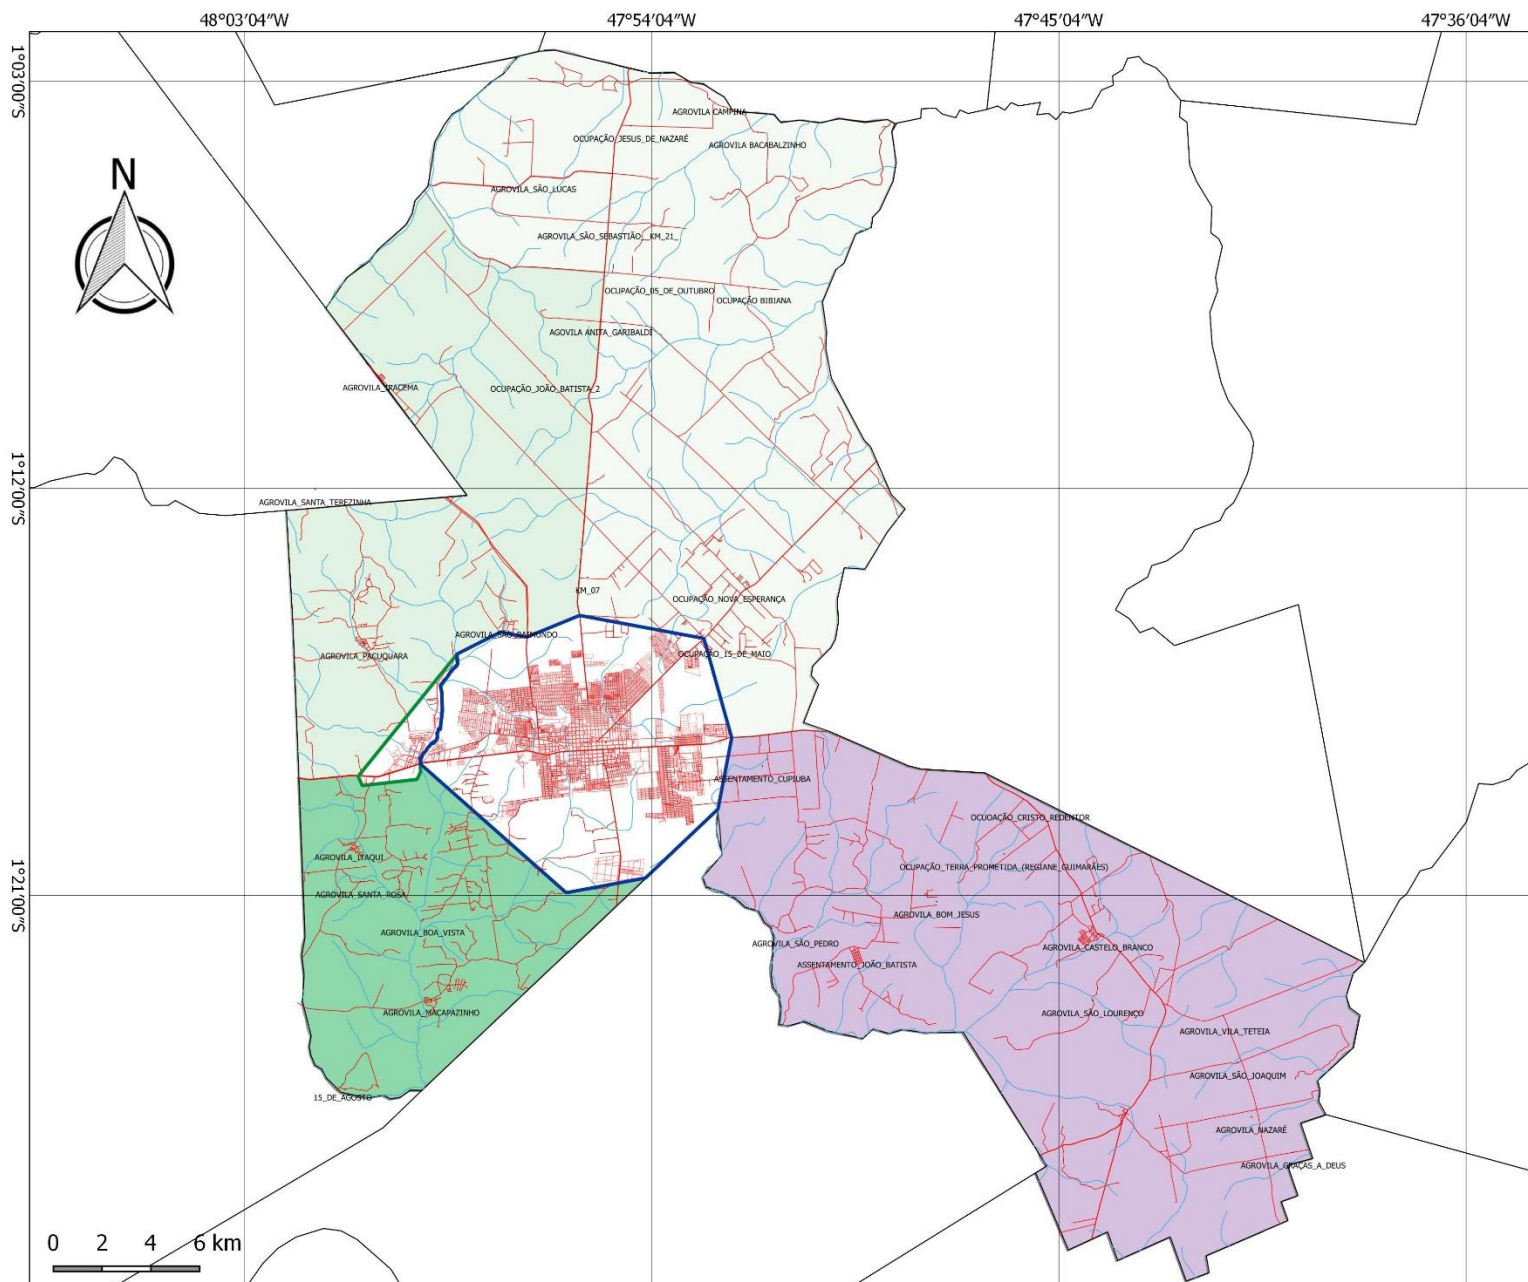 48°03′04″W 47°54′04″W 47°45′04″W 47°36′04″W
1°03′00″S
N
AGROVILA CAMPINA
OCUPAÇÃO_JESUS_DE_NAZARÉ
AGROVILA BACABALZINHO
AGROVILA_SÃO_LUCAS
AGROVILA_SÃO_SEBASTIÃO__KM_21_
OCUPAÇÃO_05_DE_OUTUBRO
OCUPAÇÃO BIBIANA
AGOVILA ANITA_GARIBALDI
AGROVILA_IRACEMA
OCUPAÇÃO_JOÃO_BATISTA_2
1°12′00″S
AGROVILA_SANTA_TEREZINHA
KM_07
OCUPAÇÃO_NOVA_ESPERANÇA
AGROVILA_SÃO_RAIMUNDO
AGROVILA_PACUQUARA
OCUPAÇÃO_15_DE_MAIO
ASSENTAMENTO_CUPIUBA
OCUOAÇÃO_CRISTO_REDENTOR
AGROVILA_ITAQUI
OCUPAÇÃO_TERRA_PROMETIDA_(REGIANE_GUIMARÃES)
1°21′00″S
AGROVILA_SANTA_ROSA
AGROVILA_BOM_JESUS
AGROVILA_BOA_VISTA
AGROVILA_SÃO_PEDRO
AGROVILA_CASTELO_BRANCO
ASSENTAMENTO_JOÃO_BATISTA
AGROVILA_MACAPAZINHO
AGROVILA_SÃO_LOURENÇO
AGROVILA_VILA_TETEIA
AGROVILA_SÃO_JOAQUIM
15_DE_AGOSTO
AGROVILA_NAZARÉ
AGROVILA_GRAÇAS_A_DEUS
0 2 4 6 km